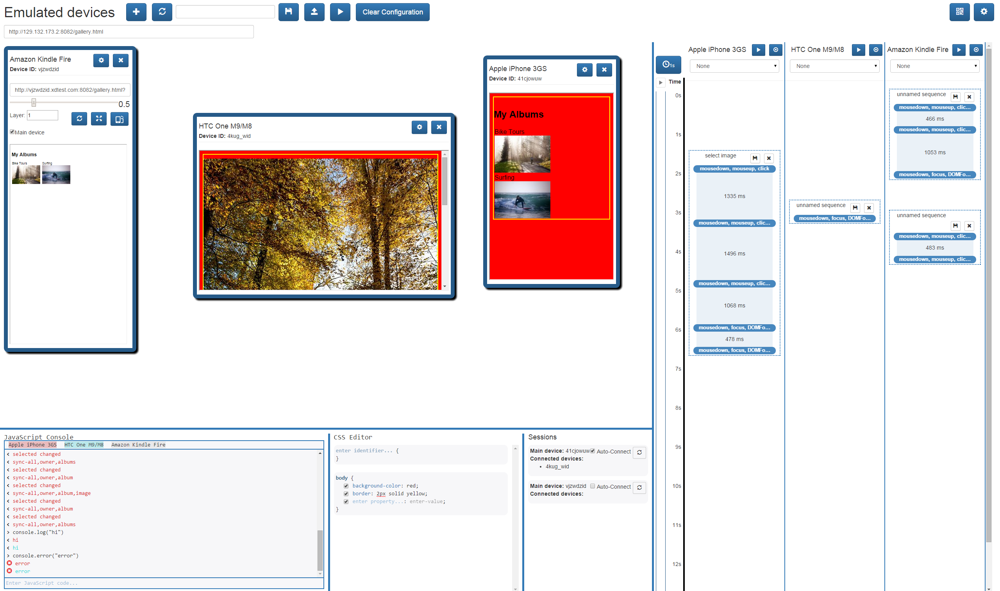 Emulated devices
Clear Configuration
http://129.132.173.2:8082/gallery.html
Amazon Kindle Fire
Device ID: vjzwdzid
http://vjzwdzid.xdtest.com:8082/gallery.html?
0.5
Layer: 1
Main device
My Albums
Bike Tours Surfing
HTC One M9/M8
Device ID: 4kug_wid
Apple iPhone 3GS
Device ID: 41cjowuw
My Albums
Bike Tours
Surfing
1s
Time
0s
1s
2s
3s
4s
5s
6s
7s
8s
9s
10s
11s
12s
Apple iPhone 3GS
None
select image
mousedown, mouseup, click
1335 ms
mousedown, mouseup, clic...
1496 ms
mousedown, mouseup, clic...
1068 ms
mousedown, focus, DOMFo...
478 ms
mousedown, focus, DOMFo...
HTC One M9/M8
None
unnamed sequence
mousedown, focus, DOMFo...
Amazon Kindle Fire
None
unnamed sequence
mousedown, mouseup, clic...
466 ms
mousedown, mouseup, clic...
1053 ms
mousedown, focus, DOMFo...
unnamed sequence
mousedown, mouseup, clic...
483 ms
mousedown, mouseup, clic...
JavaScript Console
Apple iPhone 3GS HTC One M9/M8 Amazon Kindle Fire
< selected changed
< sync-all,owner,albums
< selected changed
< sync-all,owner,album
< selected changed
< sync-all,owner,album,image
< selected changed
< sync-all,owner,album
< selected changed
< sync-all,owner,albums
> console.log("hi")
< hi
< hi
> console.error("error")
error
error
Enter JavaScript code...
CSS Editor
enter identifier... {
}
body {
background-color: red;
border: 2px solid yellow;
enter property...: enter-value;
}
Sessions
Main device: 41cjowuw Auto-Connect
Connected devices:
• 4kug_wid
Main device: vjzwdzid Auto-Connect
Connected devices: